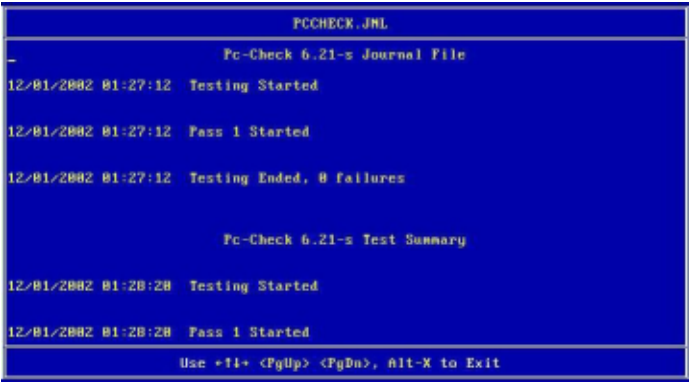 PCCHECK.JNL
Pc-Check 6.21-s Journal File
12/01/2002 01:27:12 Testing Started
12/01/2002 01:27:12 Pass 1 Started
12/01/2002 01:27:12 Testing Ended, 0 failures
Pc-Check 6.21-s Test Summary
12/01/2002 01:28:20 Testing Started
12/01/2002 01:28:20 Pass 1 Started
Use ←↑↓→ <PgUp> <PgDn>, Alt-X to Exit